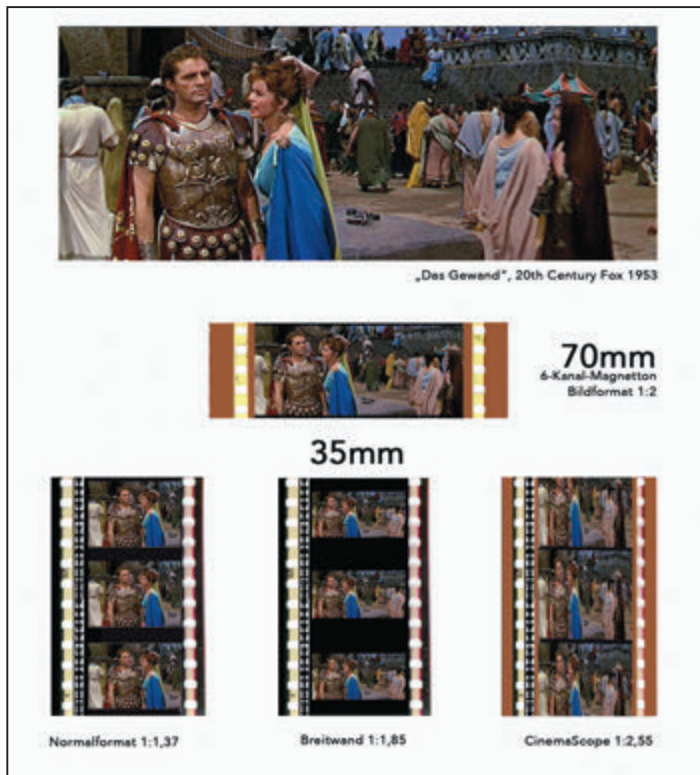 „Das Gewand“, 20th Century Fox 1953
70mm
6-Kanal-Magnetton
Bildformat 1:2
35mm
Normalformat 1:1,37
Breitwand 1:1,85
CinemaScope 1:2,55